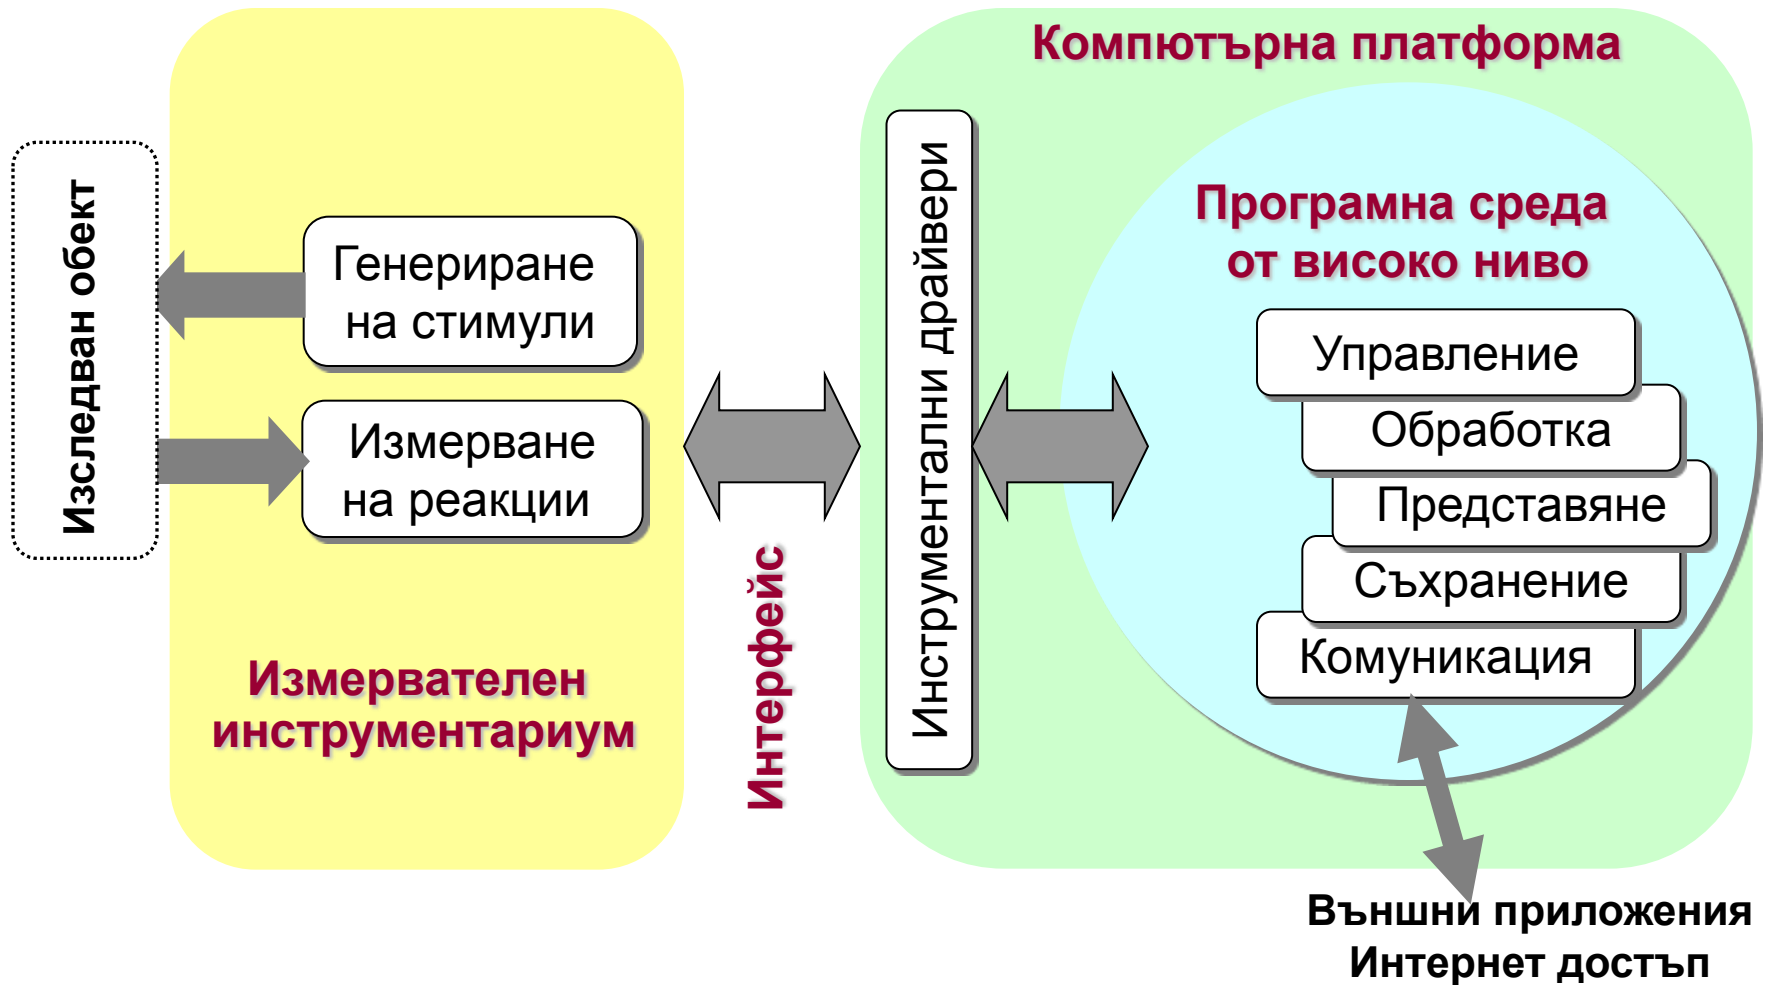 Компютърна платформа
Изследван обект
Генериране
на стимули
Измерване
на реакции
Измервателен
инструментариум
Интерфейс
Инструментални драйвери
Програмна среда
от високо ниво
Управление
Обработка
Представяне
Съхранение
Комуникация
Външни приложения
Интернет достъп